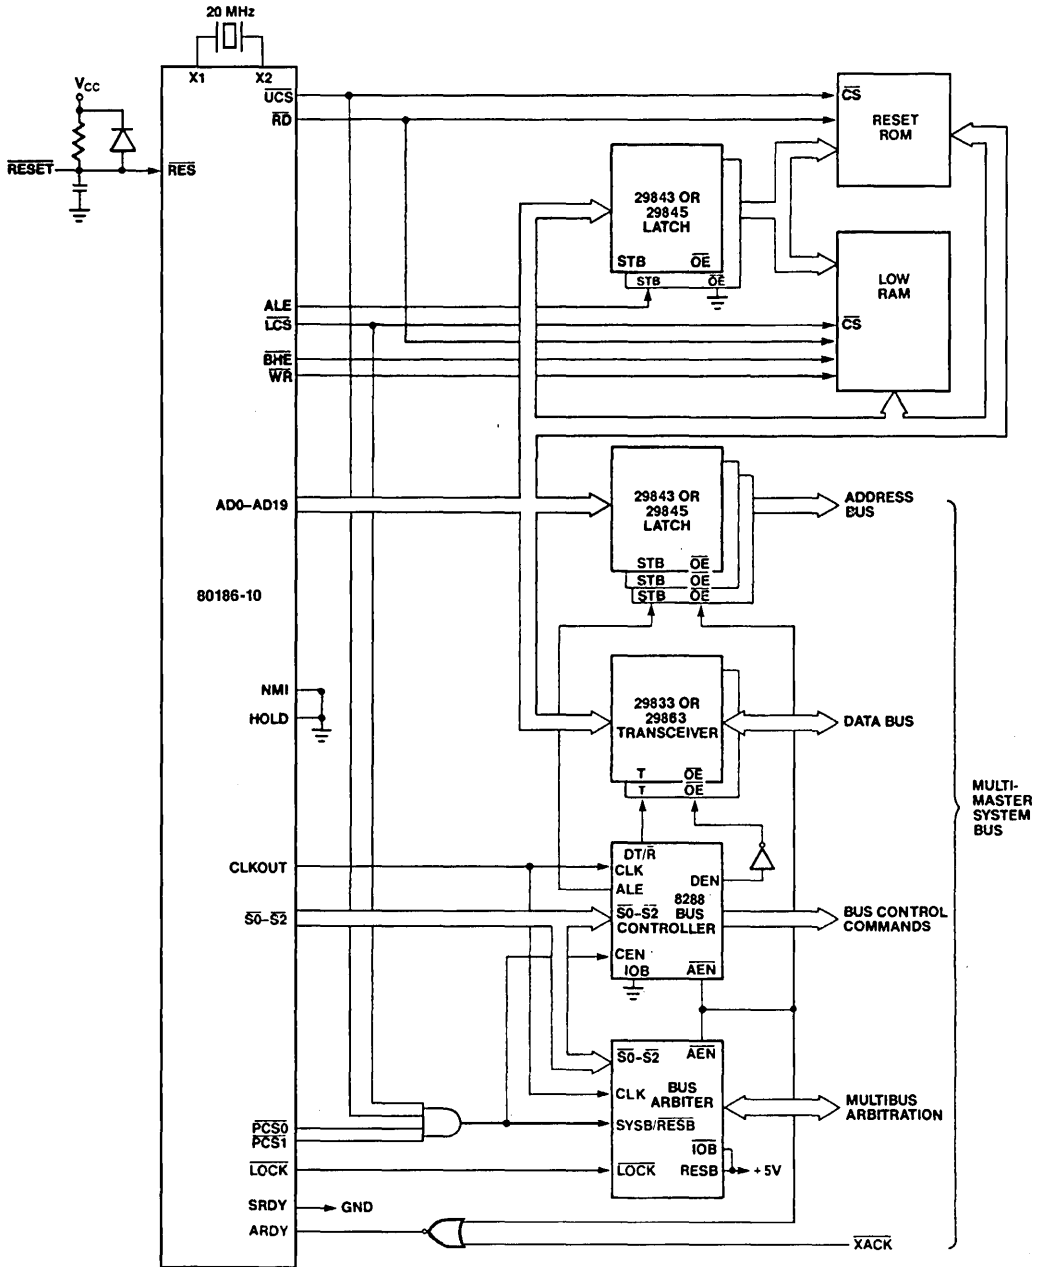 20 MHz
X1 X2
VCC
UCS
RD
RESET
RES
CS
RESET
ROM
29843 OR
29845
LATCH
STB OE
STB OE
LOW
RAM
CS
ALE
LCS
BHE
WR
AD0–AD19
29843 OR
29845
LATCH
STB OE
STB OE
STB OE
ADDRESS
BUS
80186-10
NMI
HOLD
29833 OR
29863
TRANSCEIVER
T OE
T OE
DATA BUS
MULTI-
MASTER
SYSTEM
BUS
CLKOUT
S0–S2
DT/R
CLK
ALE
DEN
8288
S0–S2 BUS
CONTROLLER
CEN
IOB AEN
BUS CONTROL
COMMANDS
S0–S2 AEN
CLK
BUS
ARBITER
SYSB/RESB
IOB
RESB
LOCK
+5V
MULTIBUS
ARBITRATION
PCS0
PCS1
LOCK
SRDY
GND
ARDY
XACK